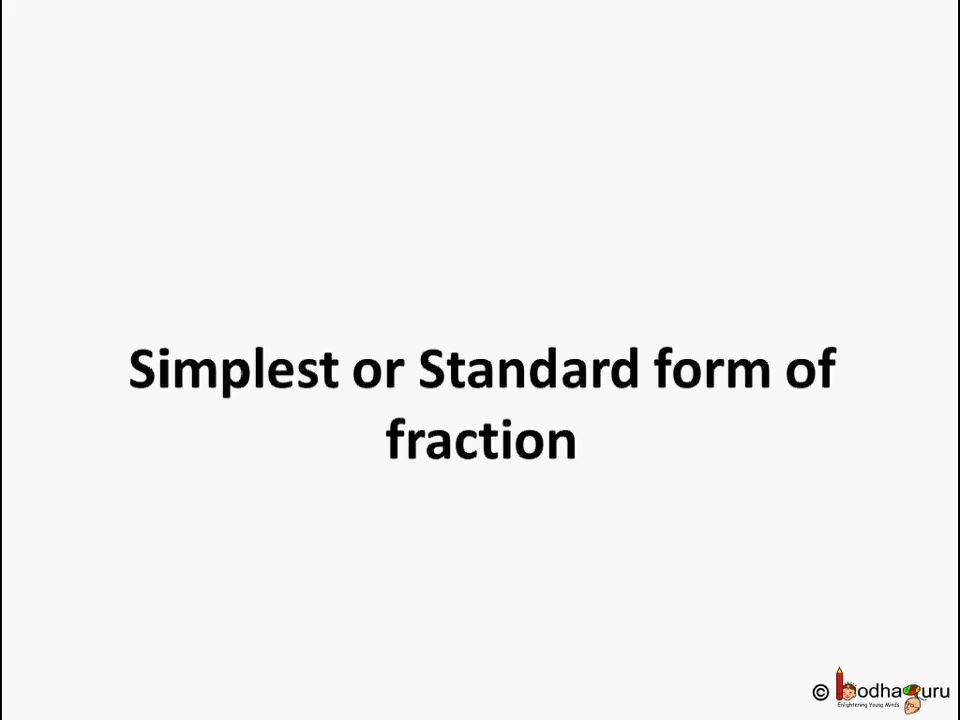 Simplest or Standard form of
fraction
© bodhaguru
Enlightening Young Minds